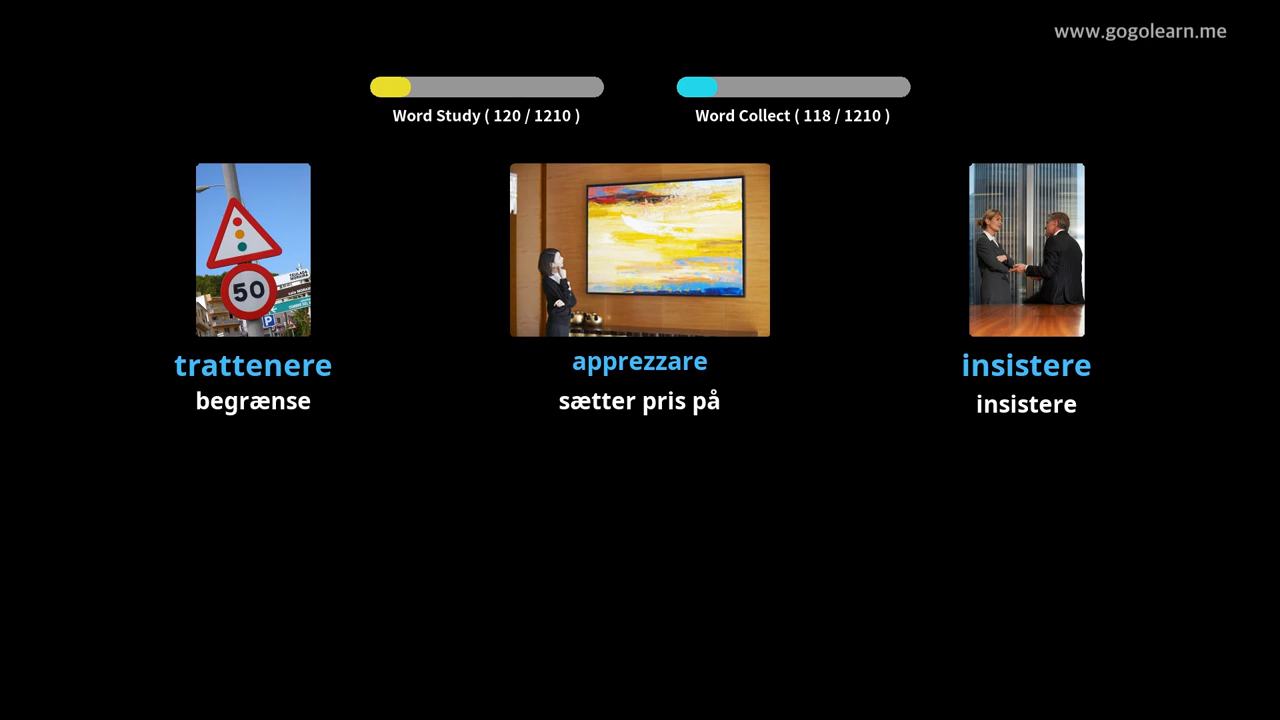 www.gogolearn.me
Word Study ( 120 / 1210 )
Word Collect ( 118 / 1210 )
50
P
trattenere
apprezzare
insistere
begrænse
sætter pris på
insistere